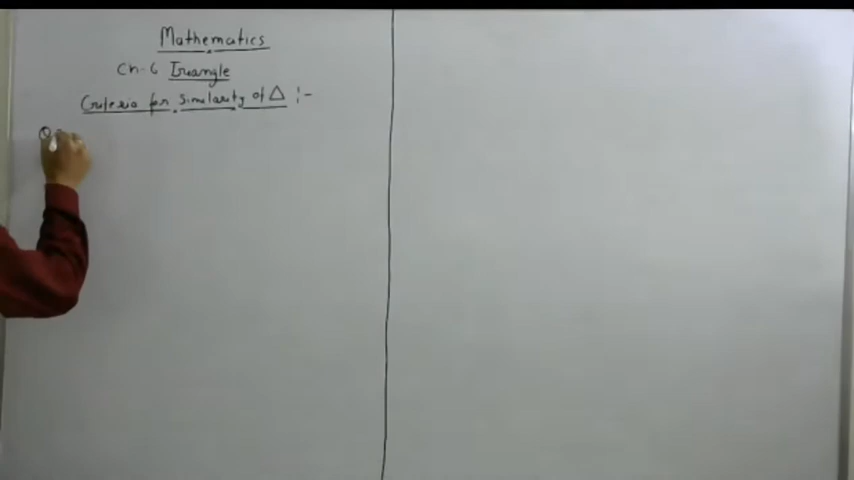 Mathematics
Ch-6 Triangle
Criteria for Similarity of △ :-